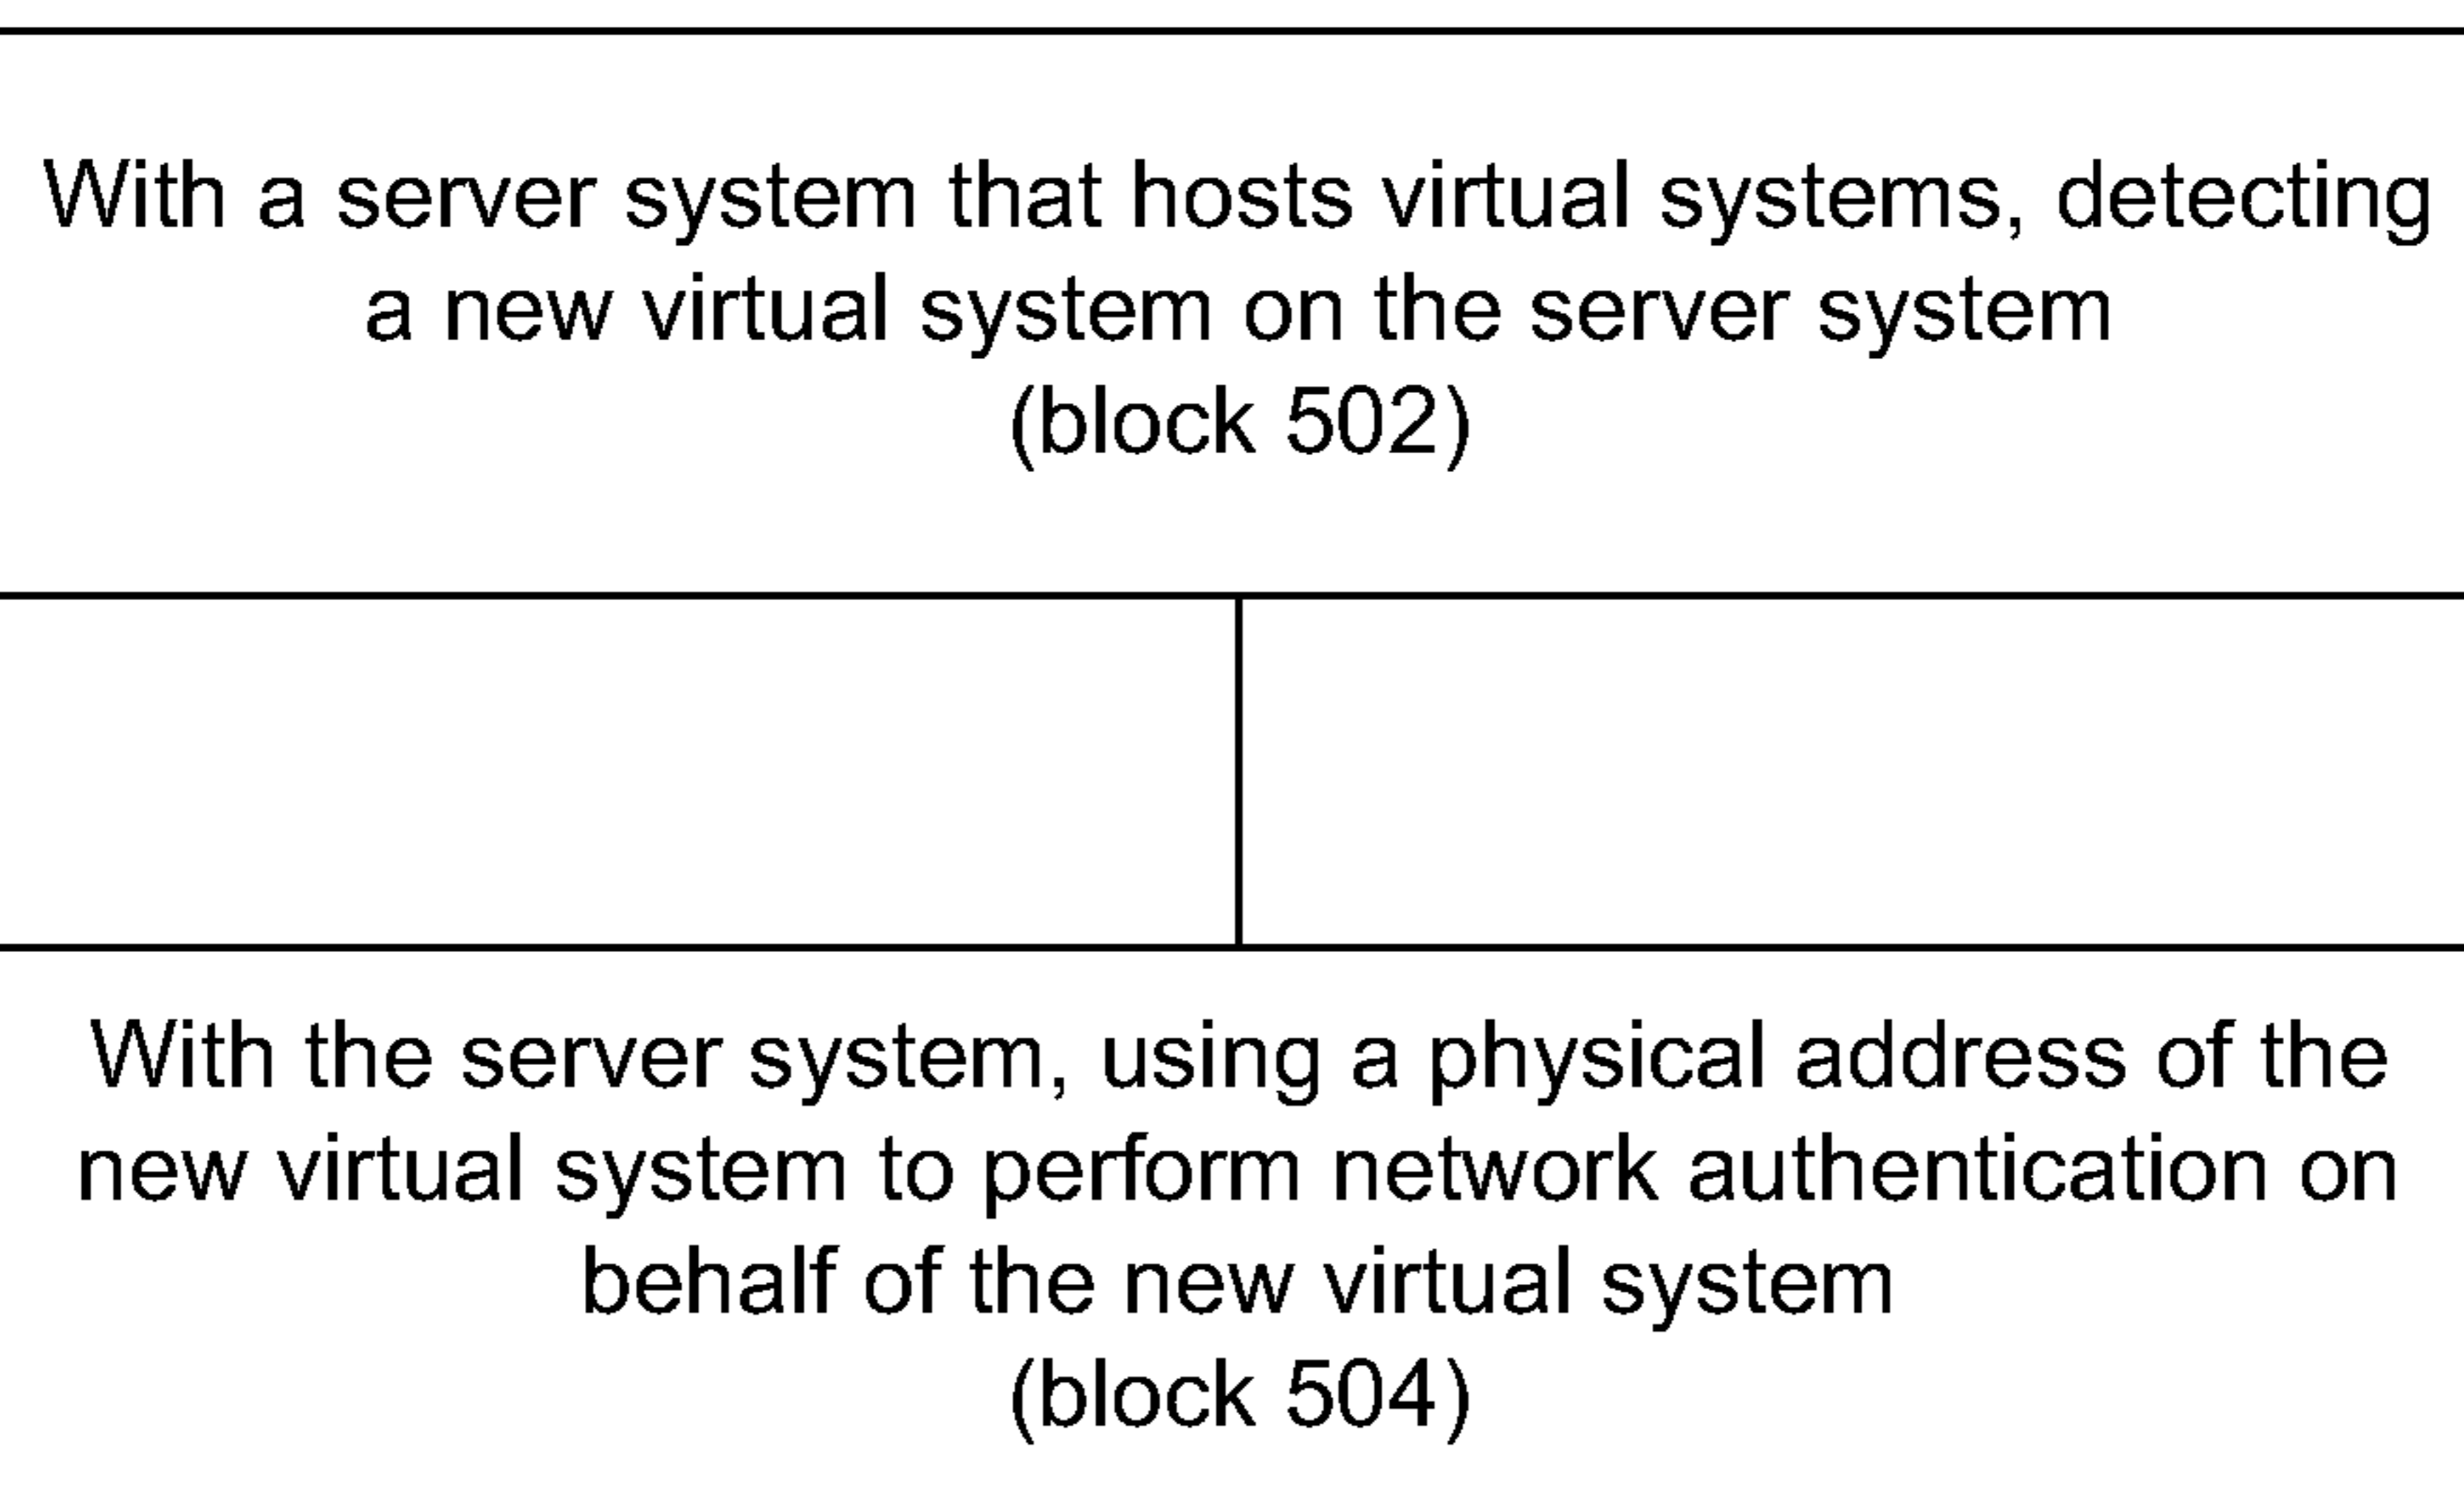 With a server system that hosts virtual systems, detecting
a new virtual system on the server system
(block 502)
With the server system, using a physical address of the
new virtual system to perform network authentication on
behalf of the new virtual system
(block 504)